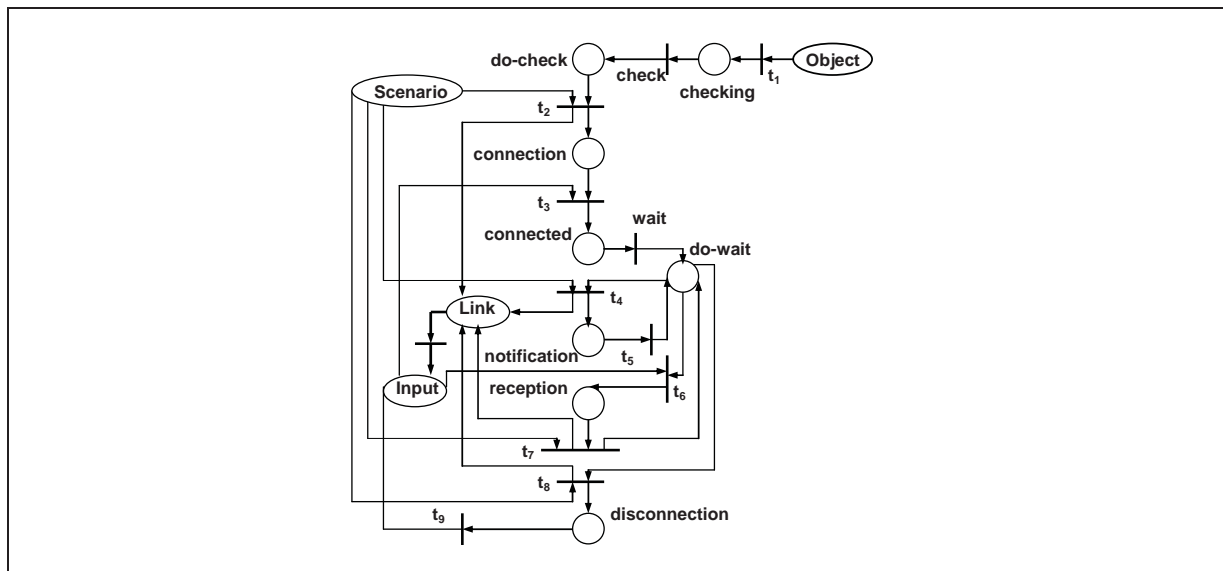 do-check
check
checking
t1
Object
Scenario
t2
connection
t3
connected
wait
do-wait
t4
Link
notification
t5
Input
reception
t6
t7
t8
t9
disconnection